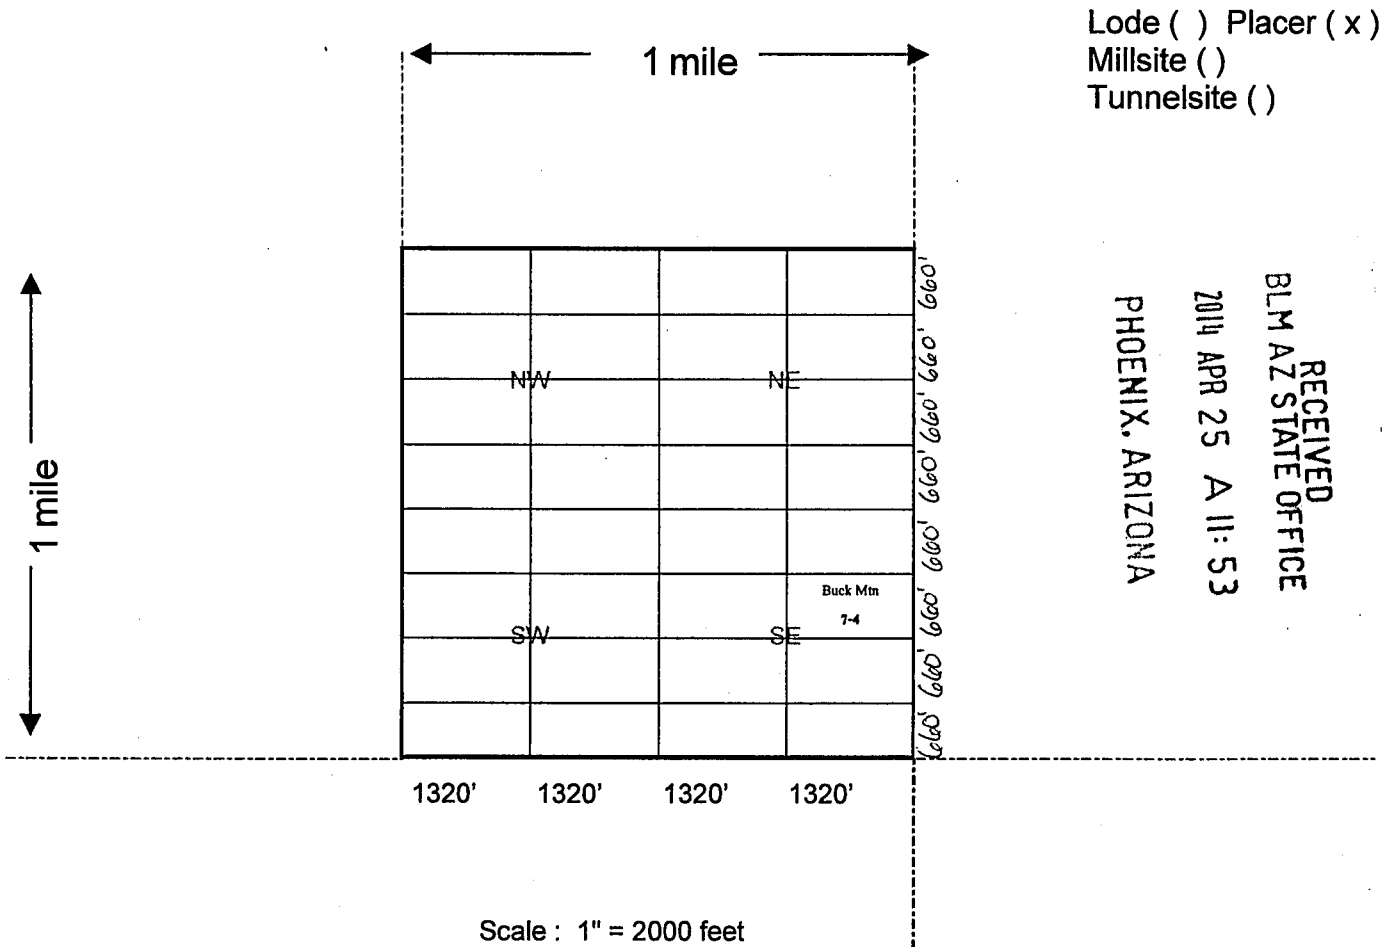 Lode ( ) Placer ( x )
Millsite ( )
Tunnelsite ( )
1 mile
1 mile
RECEIVED
BLM AZ STATE OFFICE
2014 APR 25 A 11: 53
PHOENIX, ARIZONA
660'
660'
NW NE
660'
660'
660'
Buck Mtn
7-4
660'
SW SE
660'
660'
1320' 1320' 1320' 1320'
Scale : 1" = 2000 feet